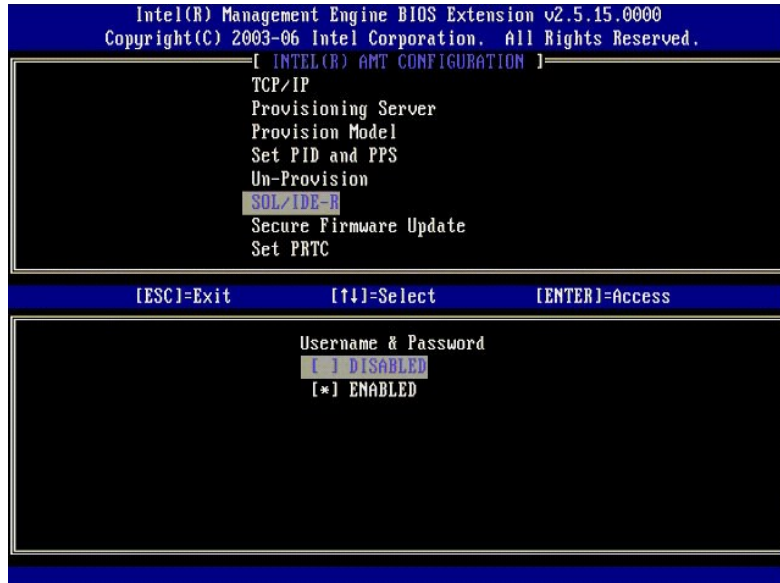 Intel(R) Management Engine BIOS Extension v2.5.15.0000
Copyright(C) 2003-06 Intel Corporation. All Rights Reserved.
[ INTEL(R) AMT CONFIGURATION ]
TCP/IP
Provisioning Server
Provision Model
Set PID and PPS
Un-Provision
SOL/IDE-R
Secure Firmware Update
Set PRTC
[ESC]=Exit [↑↓]=Select [ENTER]=Access
Username & Password
[ ] DISABLED
[*] ENABLED